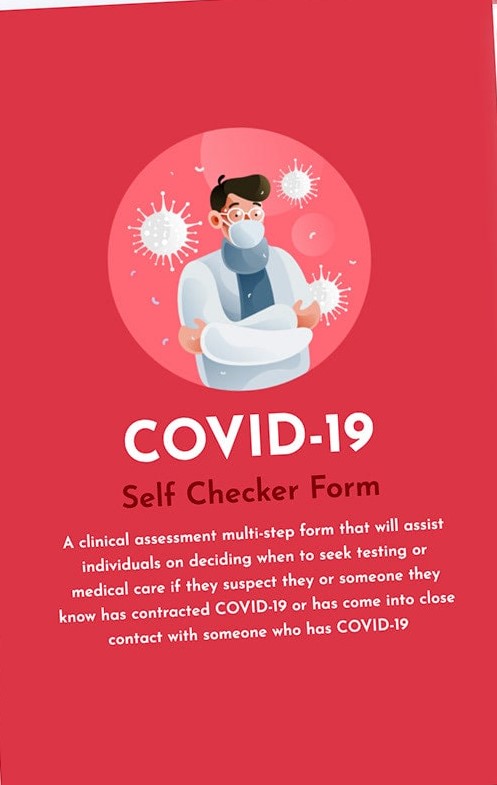 COVID-19
Self Checker Form
A clinical assessment multi-step form that will assist
individuals on deciding when to seek testing or
medical care if they suspect they or someone they
know has contracted COVID-19 or has come into close
contact with someone who has COVID-19